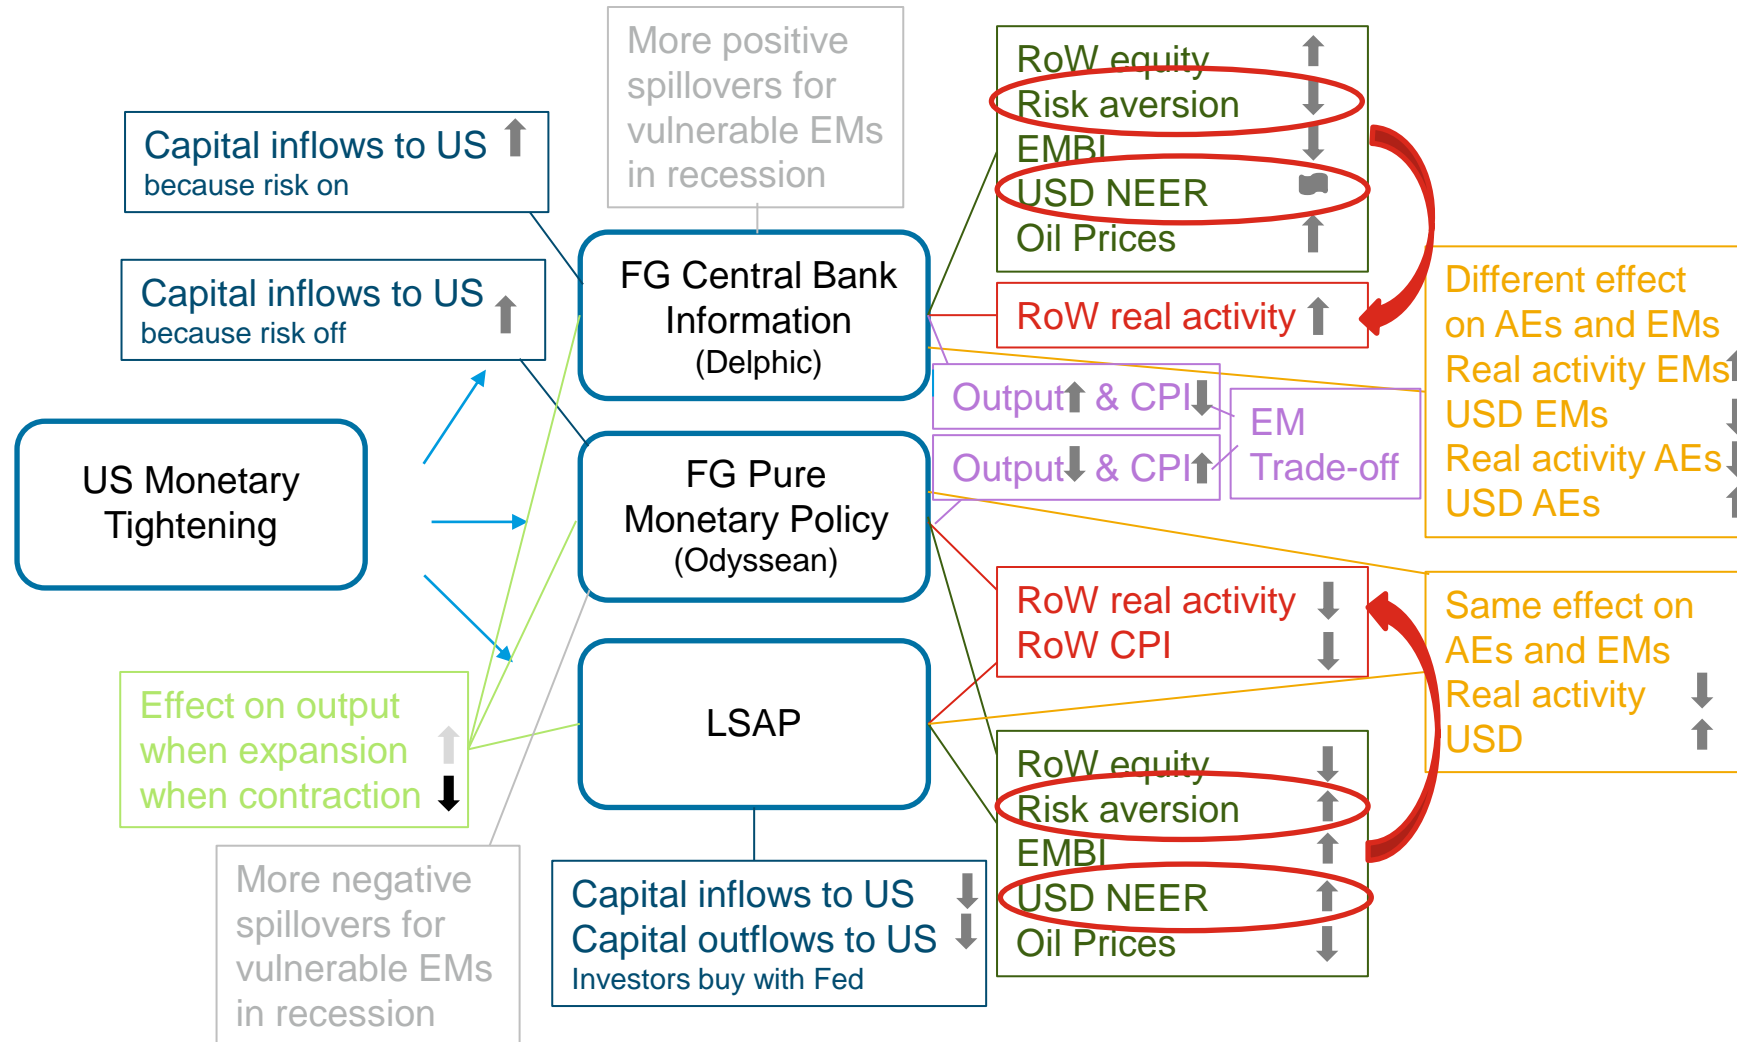 More positive
spillovers for
vulnerable EMs
in recession
RoW equity
Risk aversion
EMBI
USD NEER
Oil Prices
Capital inflows to US
because risk on
Capital inflows to US
because risk off
FG Central Bank
Information
(Delphic)
RoW real activity
Different effect
on AEs and EMs
Real activity EMs
USD EMs
Real activity AEs
USD AEs
Output & CPI
Output & CPI
EM
Trade-off
US Monetary
Tightening
FG Pure
Monetary Policy
(Odyssean)
RoW real activity
RoW CPI
Same effect on
AEs and EMs
Real activity
USD
Effect on output
when expansion
when contraction
LSAP
RoW equity
Risk aversion
EMBI
USD NEER
Oil Prices
More negative
spillovers for
vulnerable EMs
in recession
Capital inflows to US
Capital outflows to US
Investors buy with Fed